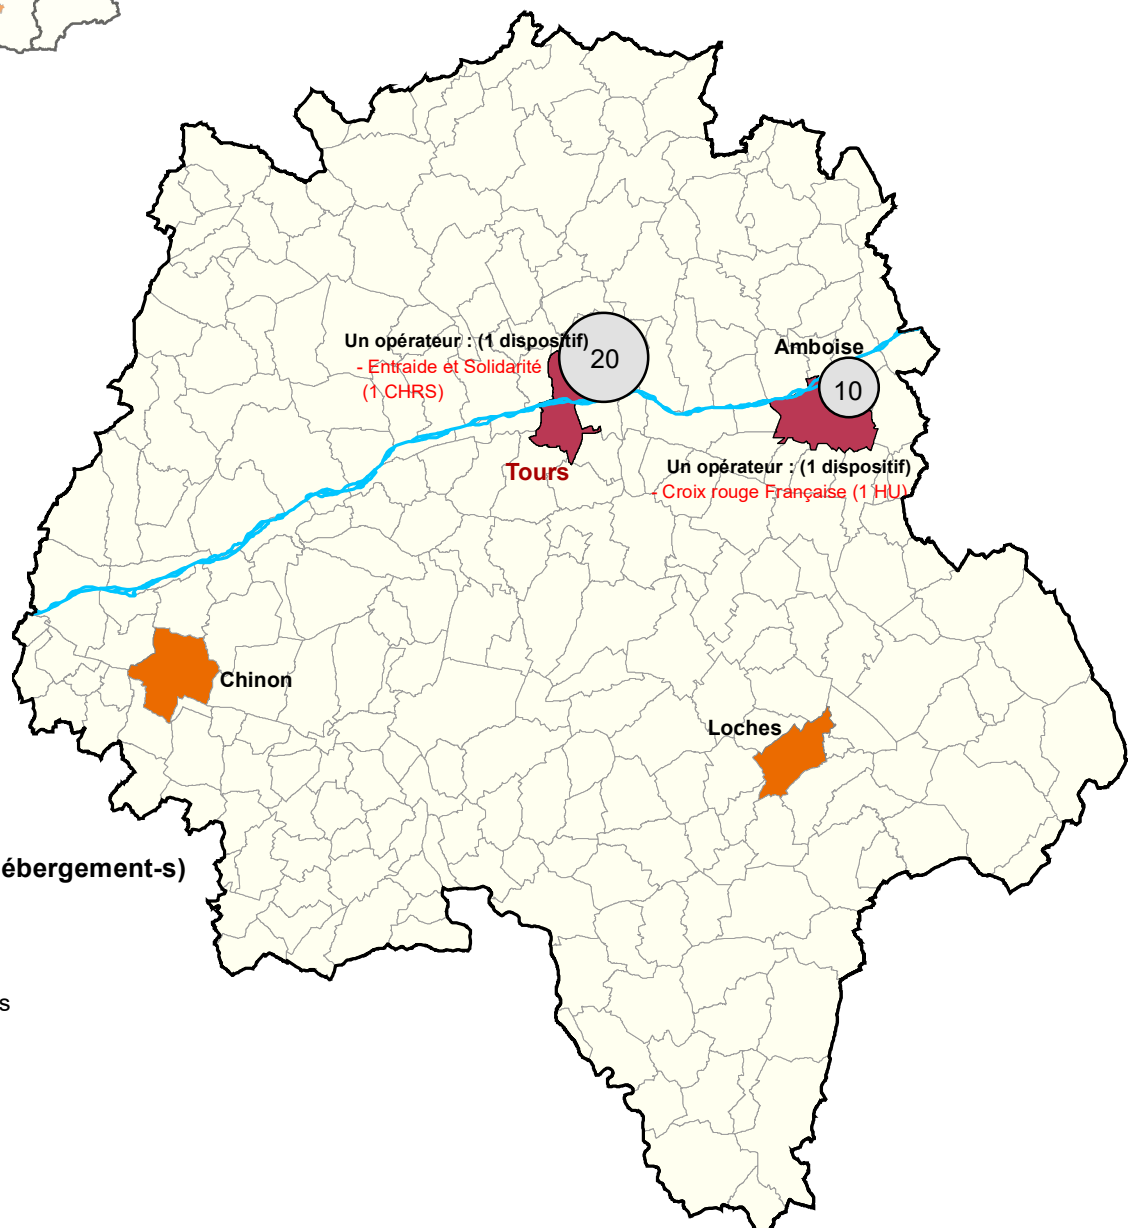 Un opérateur : (1 dispositif)
- Entraide et Solidarité
(1 CHRS)
20
Amboise
10
Tours
Un opérateur : (1 dispositif)
- Croix rouge Française (1 HU)
Chinon
Loches
ébergement-s)
s